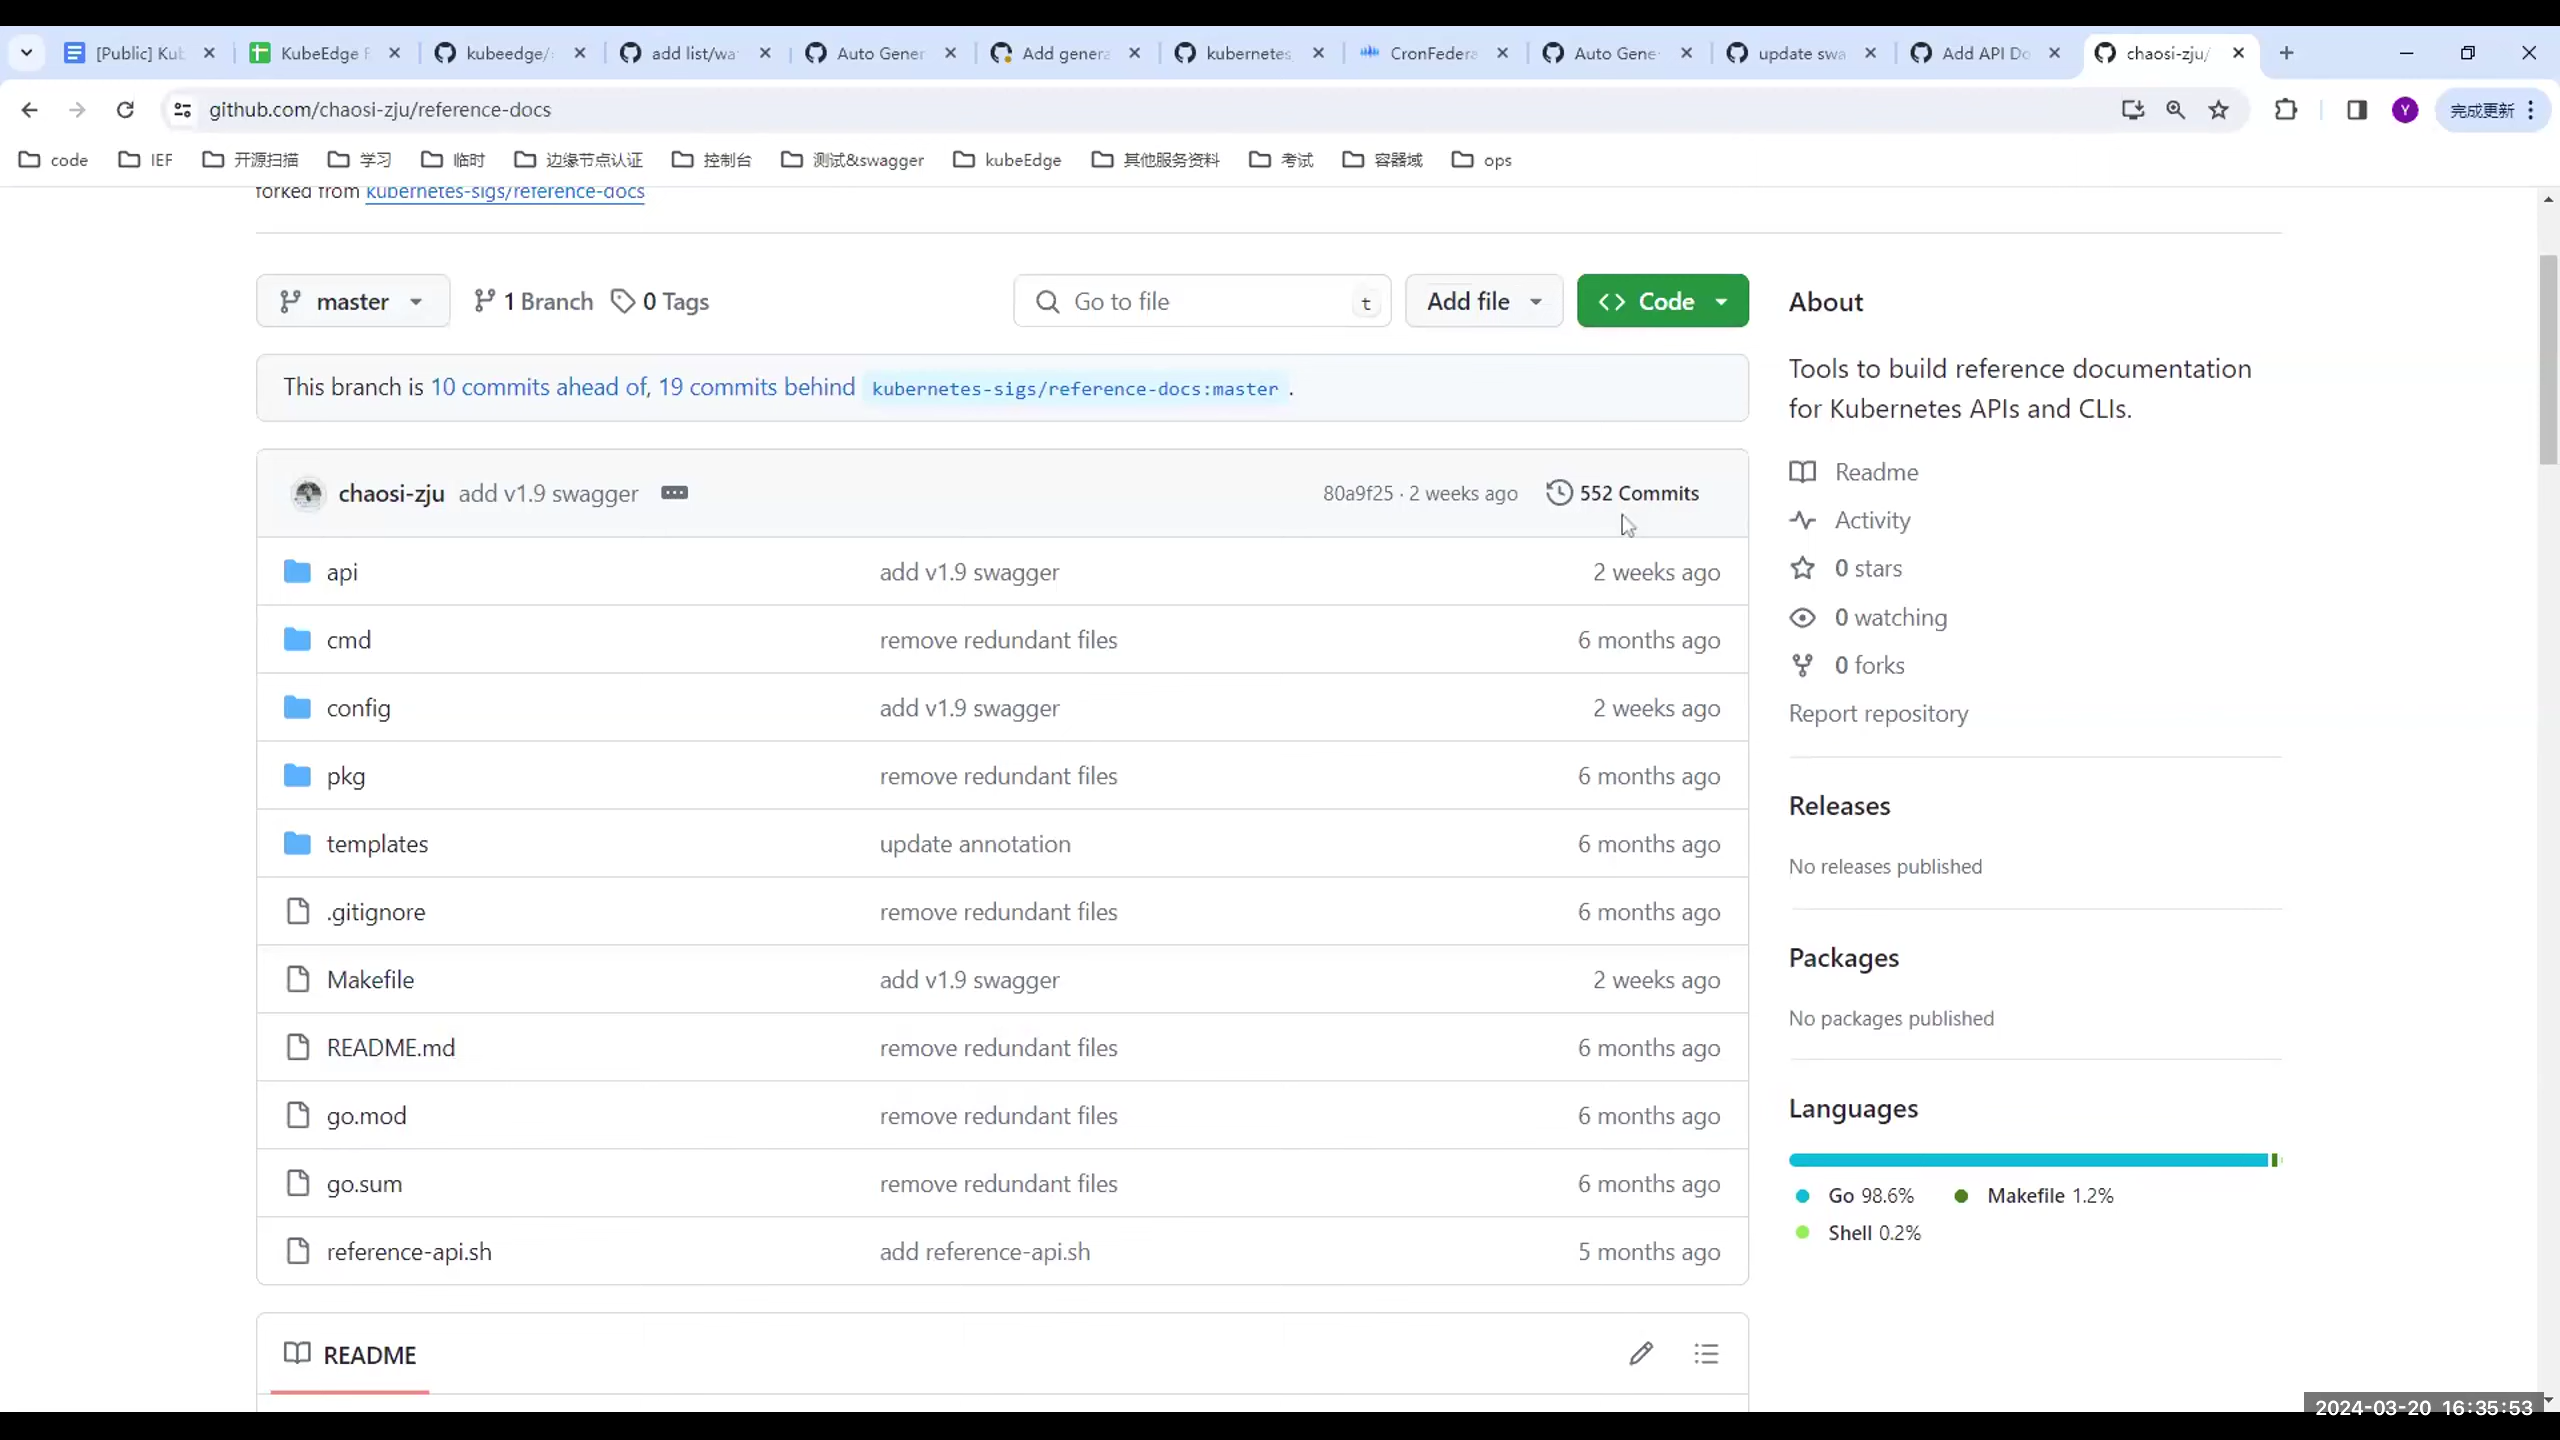 [Public] Kub
KubeEdge F
kubeedge/
add list/wa
Auto Gener
Add genera
kubernetes
CronFedera
Auto Gene
update swa
Add API Do
chaosi-zju/
github.com/chaosi-zju/reference-docs
Y
完成更新
code
IEF
开源扫描
学习
临时
边缘节点认证
控制台
测试&swagger
kubeEdge
其他服务资料
考试
容器域
ops
forked from kubernetes-sigs/reference-docs
master
1 Branch
0 Tags
Go to file
t
Add file
Code
This branch is 10 commits ahead of, 19 commits behind kubernetes-sigs/reference-docs:master .
chaosi-zju add v1.9 swagger
80a9f25 · 2 weeks ago
552 Commits
api add v1.9 swagger 2 weeks ago
cmd remove redundant files 6 months ago
config add v1.9 swagger 2 weeks ago
pkg remove redundant files 6 months ago
templates update annotation 6 months ago
.gitignore remove redundant files 6 months ago
Makefile add v1.9 swagger 2 weeks ago
README.md remove redundant files 6 months ago
go.mod remove redundant files 6 months ago
go.sum remove redundant files 6 months ago
reference-api.sh add reference-api.sh 5 months ago
README
About
Tools to build reference documentation
for Kubernetes APIs and CLIs.
Readme
Activity
0 stars
0 watching
0 forks
Report repository
Releases
No releases published
Packages
No packages published
Languages
Go 98.6%
Makefile 1.2%
Shell 0.2%
2024-03-20 16:35:53